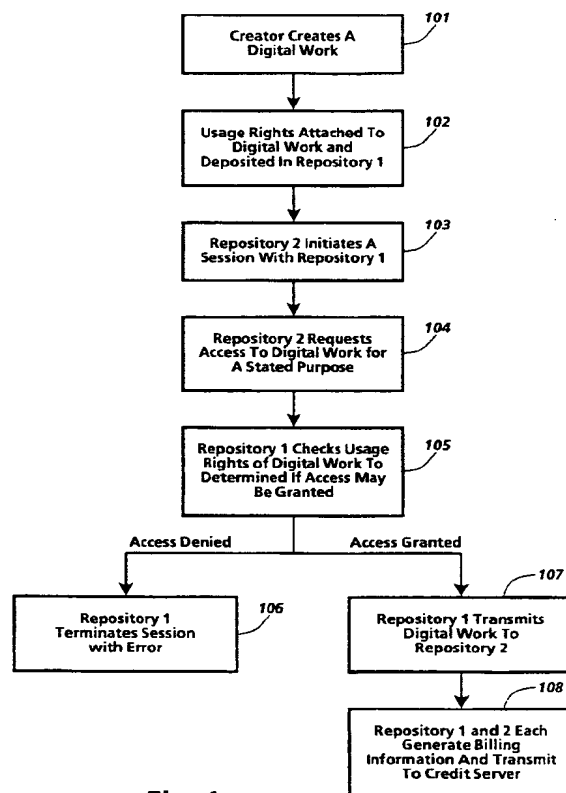 101
Creator Creates A
Digital Work
102
Usage Rights Attached To
Digital Work and
Deposited In Repository 1
103
Repository 2 Initiates A
Session With Repository 1
104
Repository 2 Requests
Access To Digital Work for
A Stated Purpose
105
Repository 1 Checks Usage
Rights of Digital Work To
Determined If Access May
Be Granted
Access Denied
Access Granted
106
Repository 1
Terminates Session
with Error
107
Repository 1 Transmits
Digital Work To
Repository 2
108
Repository 1 and 2 Each
Generate Billing
Information And Transmit
To Credit Server